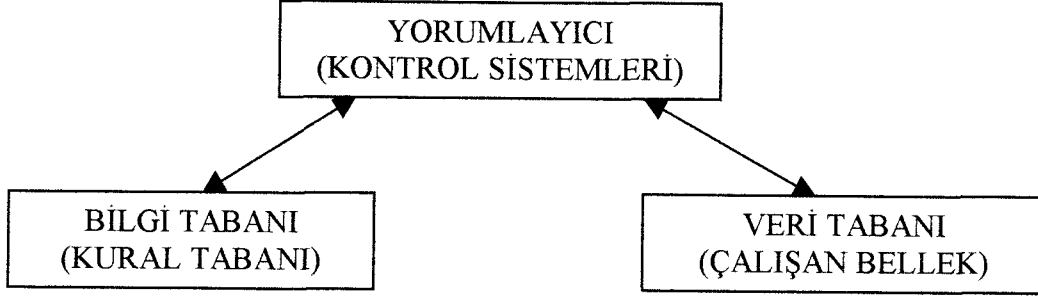 YORUMLAYICI
(KONTROL SİSTEMLERİ)
BİLGİ TABANI
(KURAL TABANI)
VERİ TABANI
(ÇALIŞAN BELLEK)